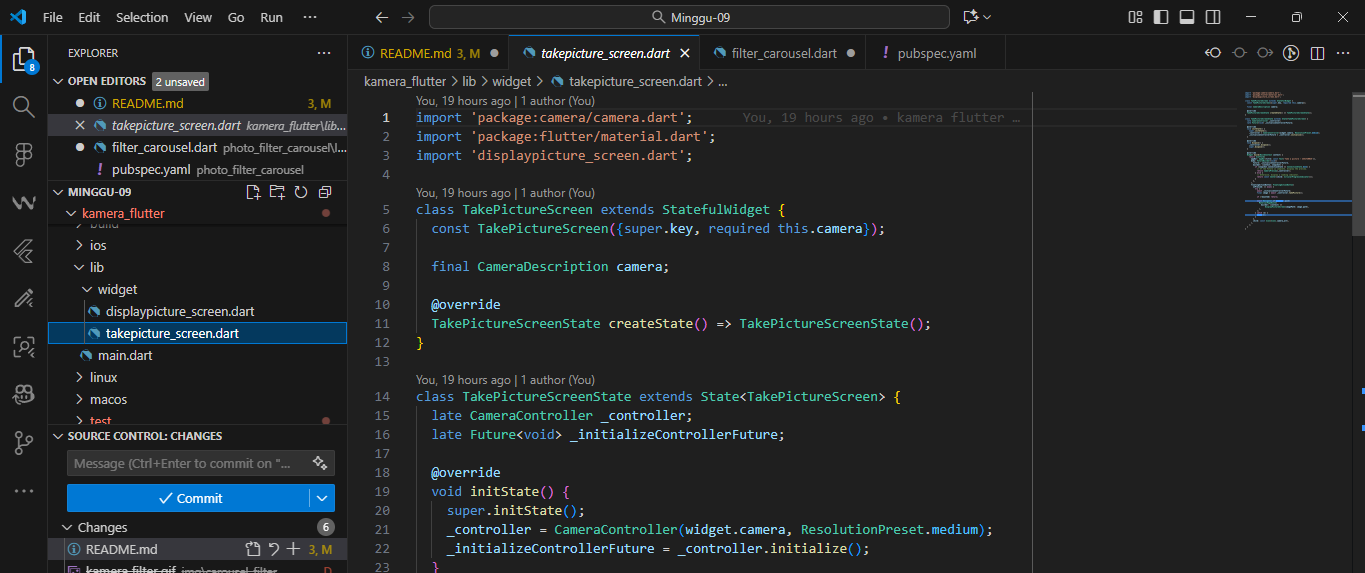 File Edit Selection View Go Run ··· Minggu-09
8
EXPLORER ···
OPEN EDITORS 2 unsaved
README.md 3, M
takepicture_screen.dart kamera_flutter\lib...
filter_carousel.dart photo_filter_carousel\l...
! pubspec.yaml photo_filter_carousel
MINGGU-09
kamera_flutter
build
ios
lib
widget
displaypicture_screen.dart
takepicture_screen.dart
main.dart
linux
macos
test
SOURCE CONTROL: CHANGES
Message (Ctrl+Enter to commit on "...
Commit
Changes 6
README.md 3, M
kamera filter.gif img\carousel_filter D
README.md 3, M takepicture_screen.dart filter_carousel.dart ! pubspec.yaml
kamera_flutter > lib > widget > takepicture_screen.dart > ...
You, 19 hours ago | 1 author (You)
1 import 'package:camera/camera.dart'; You, 19 hours ago • kamera flutter …
2 import 'package:flutter/material.dart';
3 import 'displaypicture_screen.dart';
4
You, 19 hours ago | 1 author (You)
5 class TakePictureScreen extends StatefulWidget {
6 const TakePictureScreen({super.key, required this.camera});
7
8 final CameraDescription camera;
9
10 @override
11 TakePictureScreenState createState() => TakePictureScreenState();
12 }
13
You, 19 hours ago | 1 author (You)
14 class TakePictureScreenState extends State<TakePictureScreen> {
15 late CameraController _controller;
16 late Future<void> _initializeControllerFuture;
17
18 @override
19 void initState() {
20 super.initState();
21 _controller = CameraController(widget.camera, ResolutionPreset.medium);
22 _initializeControllerFuture = _controller.initialize();
23 }